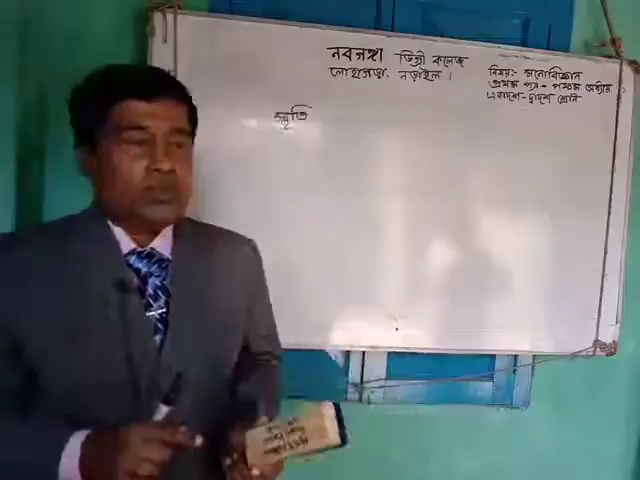 নবগঙ্গা ডিগ্রী কলেজ
লোহাগড়া, নড়াইল।
বিষয়:- মনোবিজ্ঞান
প্রথম পত্র - পঞ্চম অধ্যায়
একাদশ-দ্বাদশ শ্রেনি
স্মৃতি